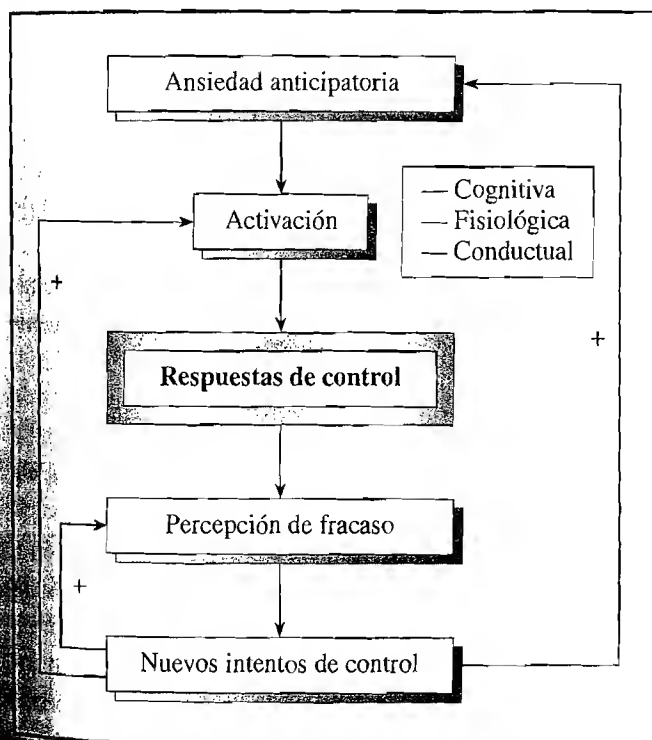 Ansiedad anticipatoria
Activación
— Cognitiva
— Fisiológica
— Conductual
+
+
Respuestas de control
Percepción de fracaso
+
Nuevos intentos de control